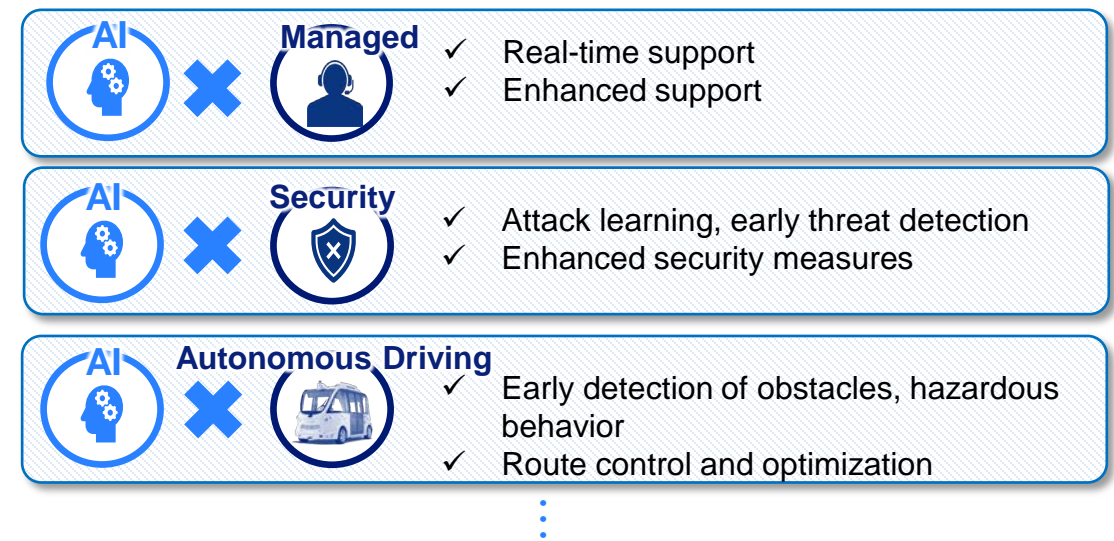 AI
Managed
✓ Real-time support
✓ Enhanced support
AI
Security
✓ Attack learning, early threat detection
✓ Enhanced security measures
AI
Autonomous Driving
✓ Early detection of obstacles, hazardous
behavior
✓ Route control and optimization